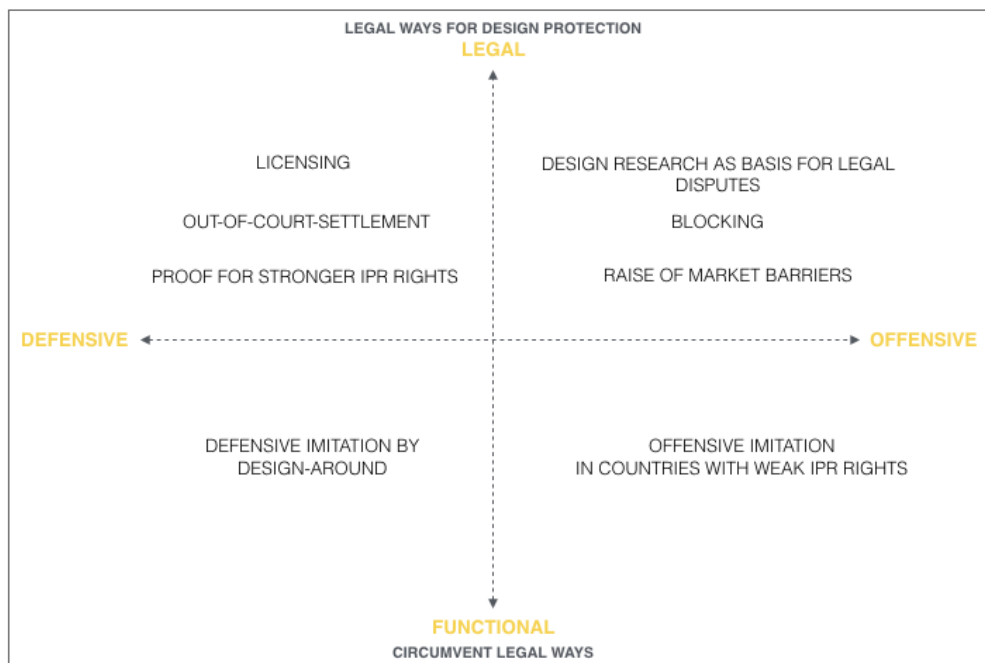 LEGAL WAYS FOR DESIGN PROTECTION
LEGAL
LICENSING
DESIGN RESEARCH AS BASIS FOR LEGAL
DISPUTES
OUT-OF-COURT-SETTLEMENT
BLOCKING
PROOF FOR STRONGER IPR RIGHTS
RAISE OF MARKET BARRIERS
DEFENSIVE
OFFENSIVE
DEFENSIVE IMITATION BY
DESIGN-AROUND
OFFENSIVE IMITATION
IN COUNTRIES WITH WEAK IPR RIGHTS
FUNCTIONAL
CIRCUMVENT LEGAL WAYS